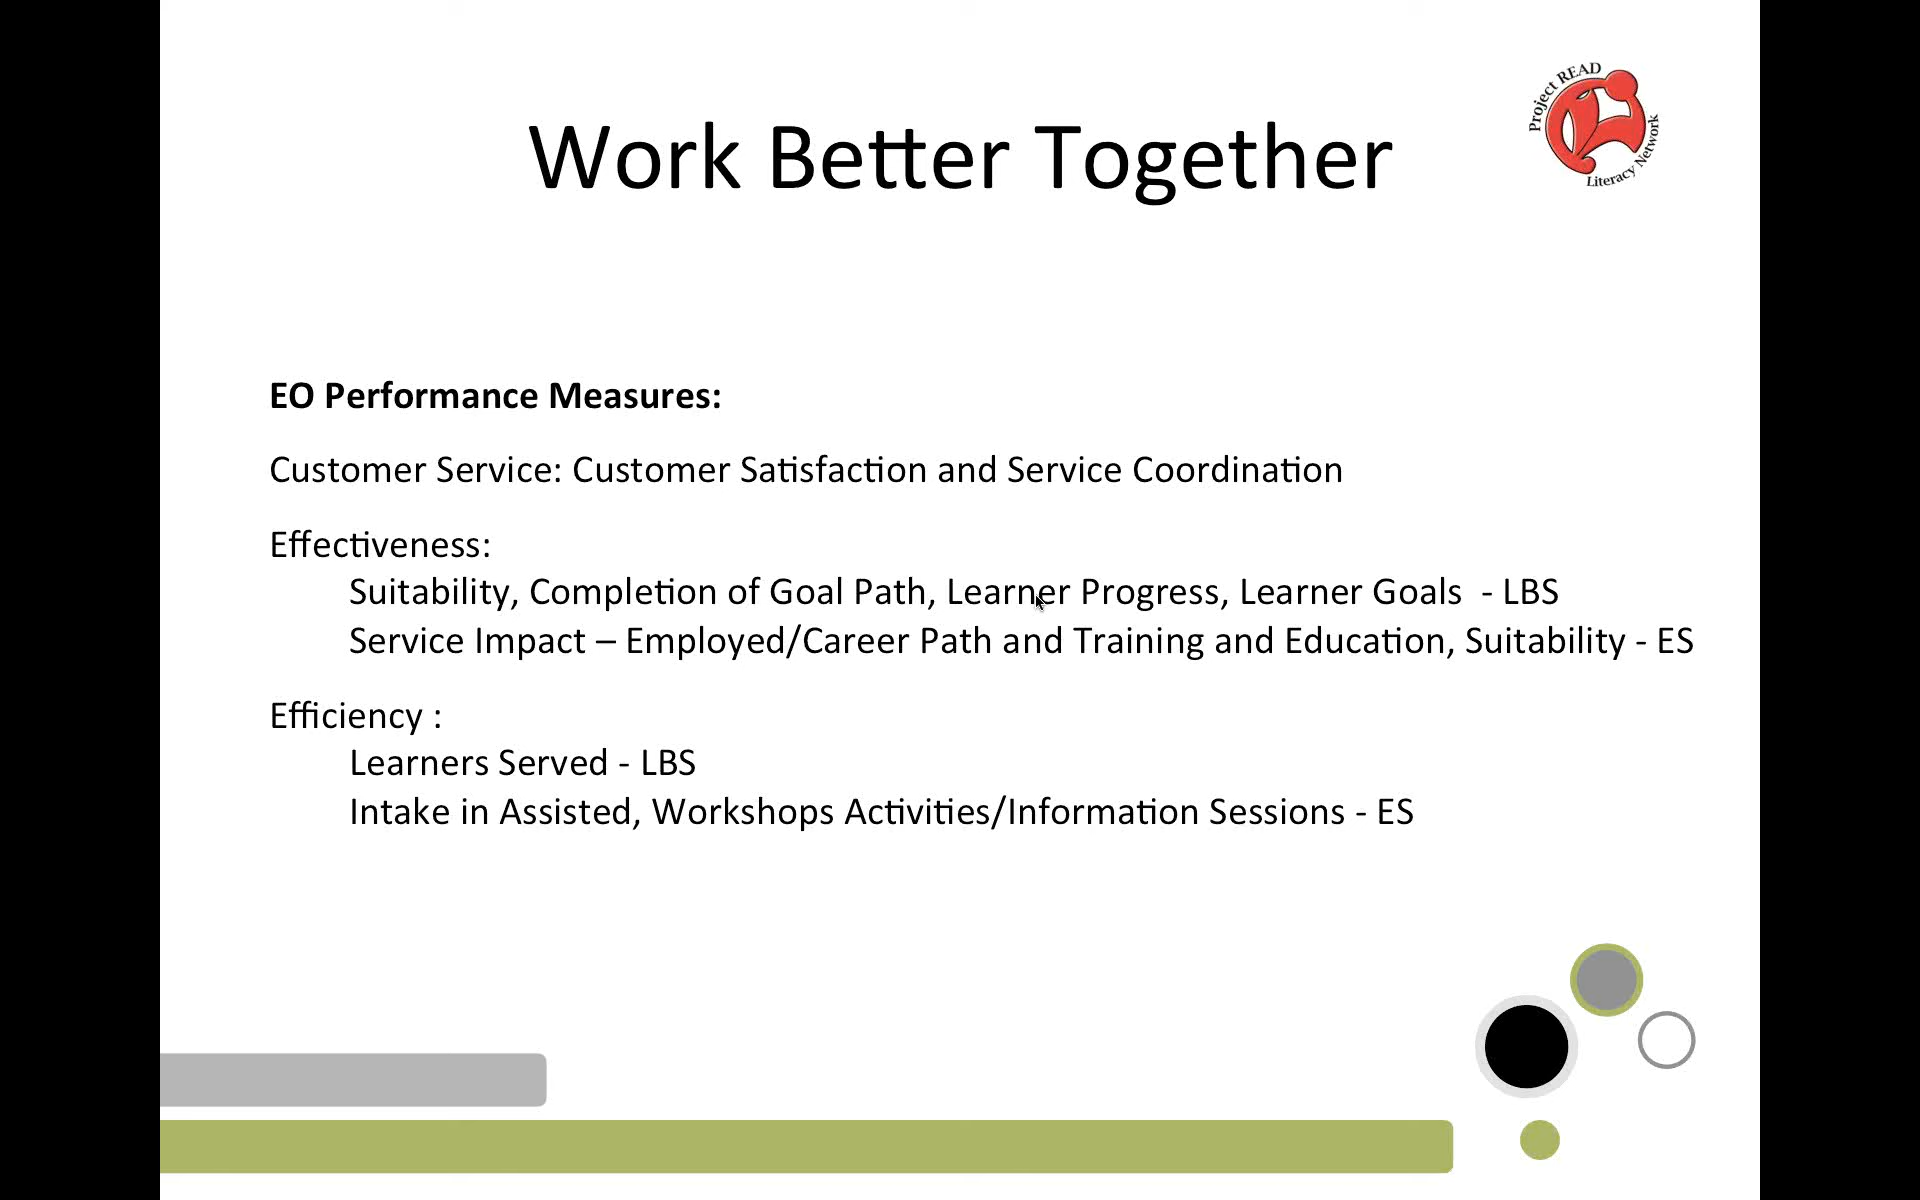 Work Better Together
Project READ
Literacy Network
EO Performance Measures:
Customer Service: Customer Satisfaction and Service Coordination
Effectiveness:
Suitability, Completion of Goal Path, Learner Progress, Learner Goals  - LBS
Service Impact – Employed/Career Path and Training and Education, Suitability - ES
Efficiency :
Learners Served - LBS
Intake in Assisted, Workshops Activities/Information Sessions - ES